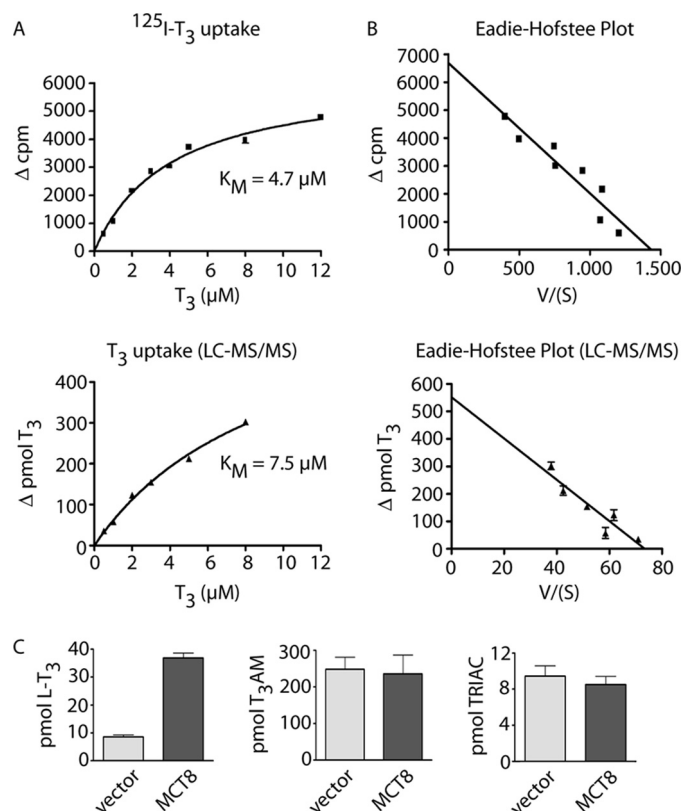 A
¹²⁵I-T₃ uptake
Δ cpm
6000
5000
4000
3000
2000
1000
0
K_M = 4.7 µM
0 2 4 6 8 10 12
T₃ (µM)
B
Eadie-Hofstee Plot
Δ cpm
7000
6000
5000
4000
3000
2000
1000
0
0 500 1.000 1.500
V/(S)
T₃ uptake (LC-MS/MS)
Δ pmol T₃
400
300
200
100
0
K_M = 7.5 µM
0 2 4 6 8 10 12
T₃ (µM)
Eadie-Hofstee Plot (LC-MS/MS)
Δ pmol T₃
600
500
400
300
200
100
0
0 20 40 60 80
V/(S)
C
pmol L-T₃
40
30
20
10
0
vector MCT8
pmol T₃AM
300
200
100
0
vector MCT8
pmol TRIAC
12
8
4
0
vector MCT8